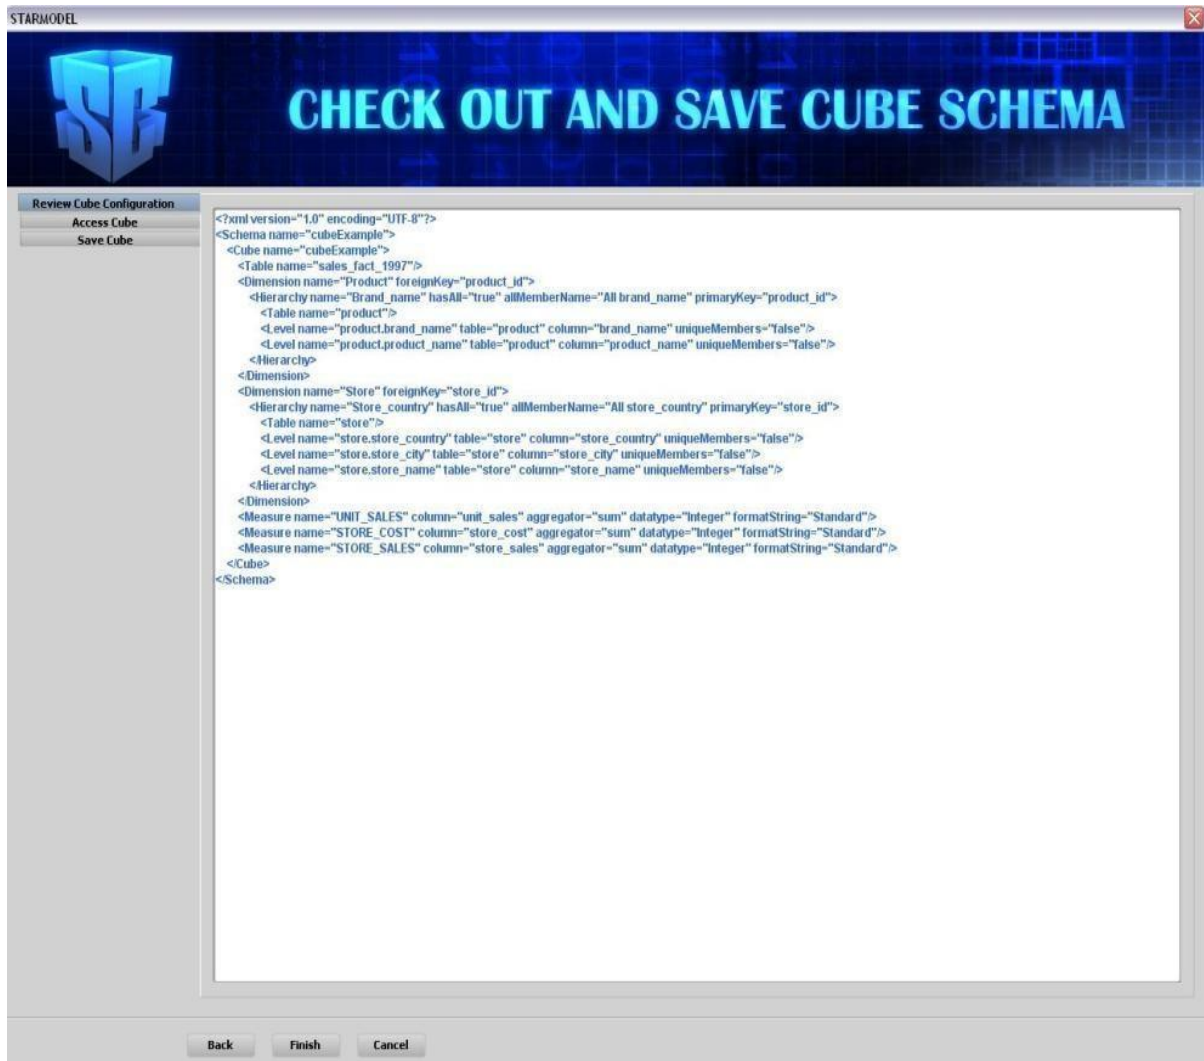 STARMODEL
SB
CHECK OUT AND SAVE CUBE SCHEMA
Review Cube Configuration
Access Cube
Save Cube
<?xml version="1.0" encoding="UTF-8"?>
<Schema name="cubeExample">
<Cube name="cubeExample">
<Table name="sales_fact_1997"/>
<Dimension name="Product" foreignKey="product_id">
<Hierarchy name="Brand_name" hasAll="true" allMemberName="All brand_name" primaryKey="product_id">
<Table name="product"/>
<Level name="product.brand_name" table="product" column="brand_name" uniqueMembers="false"/>
<Level name="product.product_name" table="product" column="product_name" uniqueMembers="false"/>
</Hierarchy>
</Dimension>
<Dimension name="Store" foreignKey="store_id">
<Hierarchy name="Store_country" hasAll="true" allMemberName="All store_country" primaryKey="store_id">
<Table name="store"/>
<Level name="store.store_country" table="store" column="store_country" uniqueMembers="false"/>
<Level name="store.store_city" table="store" column="store_city" uniqueMembers="false"/>
<Level name="store.store_name" table="store" column="store_name" uniqueMembers="false"/>
</Hierarchy>
</Dimension>
<Measure name="UNIT_SALES" column="unit_sales" aggregator="sum" datatype="Integer" formatString="Standard"/>
<Measure name="STORE_COST" column="store_cost" aggregator="sum" datatype="Integer" formatString="Standard"/>
<Measure name="STORE_SALES" column="store_sales" aggregator="sum" datatype="Integer" formatString="Standard"/>
</Cube>
</Schema>
Back Finish Cancel